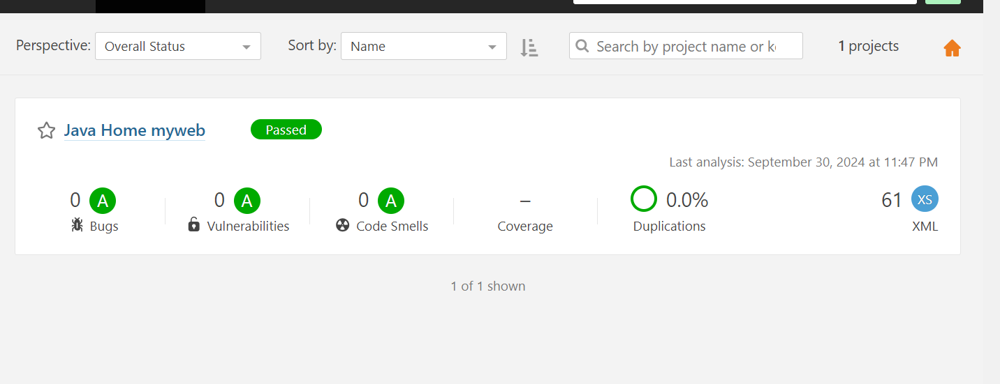 Perspective: Overall Status Sort by: Name Search by project name or k 1 projects
Java Home myweb Passed
Last analysis: September 30, 2024 at 11:47 PM
0 A 0 A 0 A – 0.0% 61 XS
Bugs Vulnerabilities Code Smells Coverage Duplications XML
1 of 1 shown